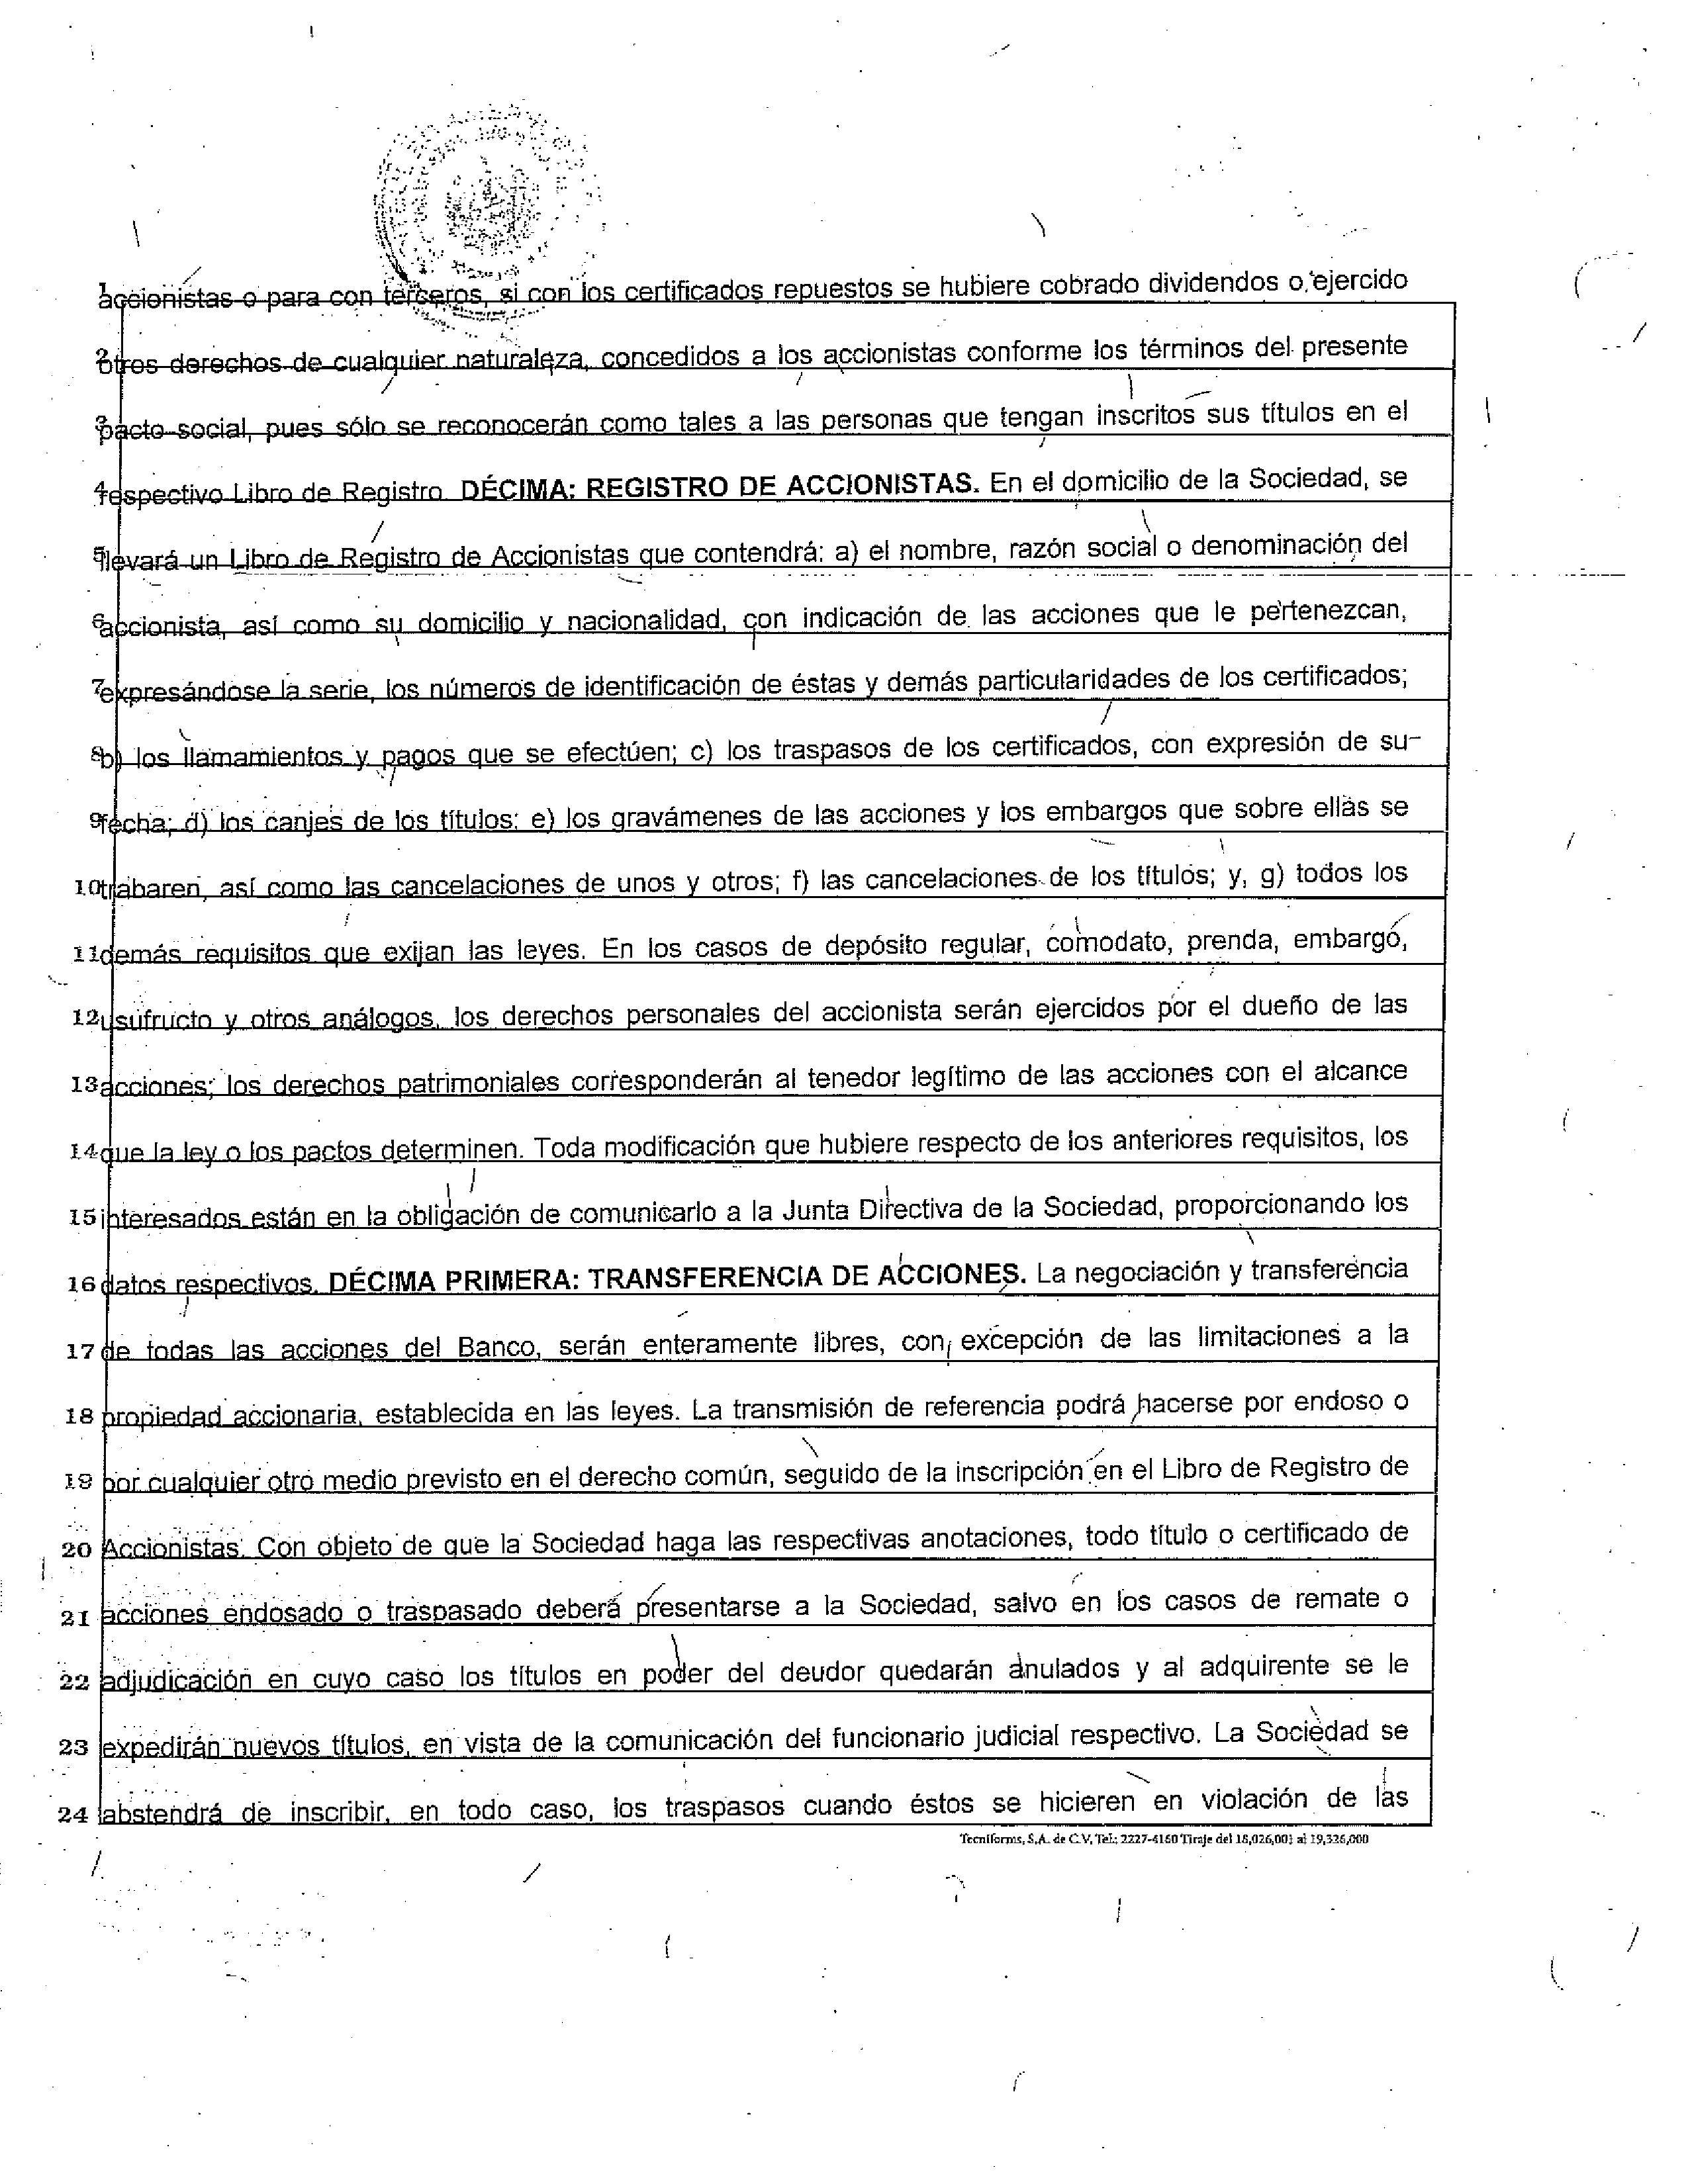 1 accionistas o para con terceros, si con los certificados repuestos se hubiere cobrado dividendos o ejercido
2 otros derechos de cualquier naturaleza, concedidos a los accionistas conforme los términos del presente
3 pacto social, pues sólo se reconocerán como tales a las personas que tengan inscritos sus títulos en el
4 respectivo Libro de Registro. DÉCIMA: REGISTRO DE ACCIONISTAS. En el domicilio de la Sociedad, se
5 llevará un Libro de Registro de Accionistas que contendrá: a) el nombre, razón social o denominación del
6 accionista, así como su domicilio y nacionalidad, con indicación de las acciones que le pertenezcan,
7 expresándose la serie, los números de identificación de éstas y demás particularidades de los certificados;
8 b) los llamamientos y pagos que se efectúen; c) los traspasos de los certificados, con expresión de su
9 fecha; d) los canjes de los títulos; e) los gravámenes de las acciones y los embargos que sobre ellas se
10 trabaren, así como las cancelaciones de unos y otros; f) las cancelaciones de los títulos; y, g) todos los
11 demás requisitos que exijan las leyes. En los casos de depósito regular, comodato, prenda, embargo,
12 usufructo y otros análogos, los derechos personales del accionista serán ejercidos por el dueño de las
13 acciones; los derechos patrimoniales corresponderán al tenedor legítimo de las acciones con el alcance
14 que la ley o los pactos determinen. Toda modificación que hubiere respecto de los anteriores requisitos, los
15 interesados están en la obligación de comunicarlo a la Junta Directiva de la Sociedad, proporcionando los
16 datos respectivos. DÉCIMA PRIMERA: TRANSFERENCIA DE ACCIONES. La negociación y transferencia
17 de todas las acciones del Banco, serán enteramente libres, con excepción de las limitaciones a la
18 propiedad accionaria, establecida en las leyes. La transmisión de referencia podrá hacerse por endoso o
19 por cualquier otro medio previsto en el derecho común, seguido de la inscripción en el Libro de Registro de
20 Accionistas. Con objeto de que la Sociedad haga las respectivas anotaciones, todo título o certificado de
21 acciones endosado o traspasado deberá presentarse a la Sociedad, salvo en los casos de remate o
22 adjudicación en cuyo caso los títulos en poder del deudor quedarán anulados y al adquirente se le
23 expedirán nuevos títulos, en vista de la comunicación del funcionario judicial respectivo. La Sociedad se
24 abstendrá de inscribir, en todo caso, los traspasos cuando éstos se hicieren en violación de las
Tecniforms, S.A. de C.V. Tel.: 2227-4160 Tiraje del 18,026,001 al 19,326,000